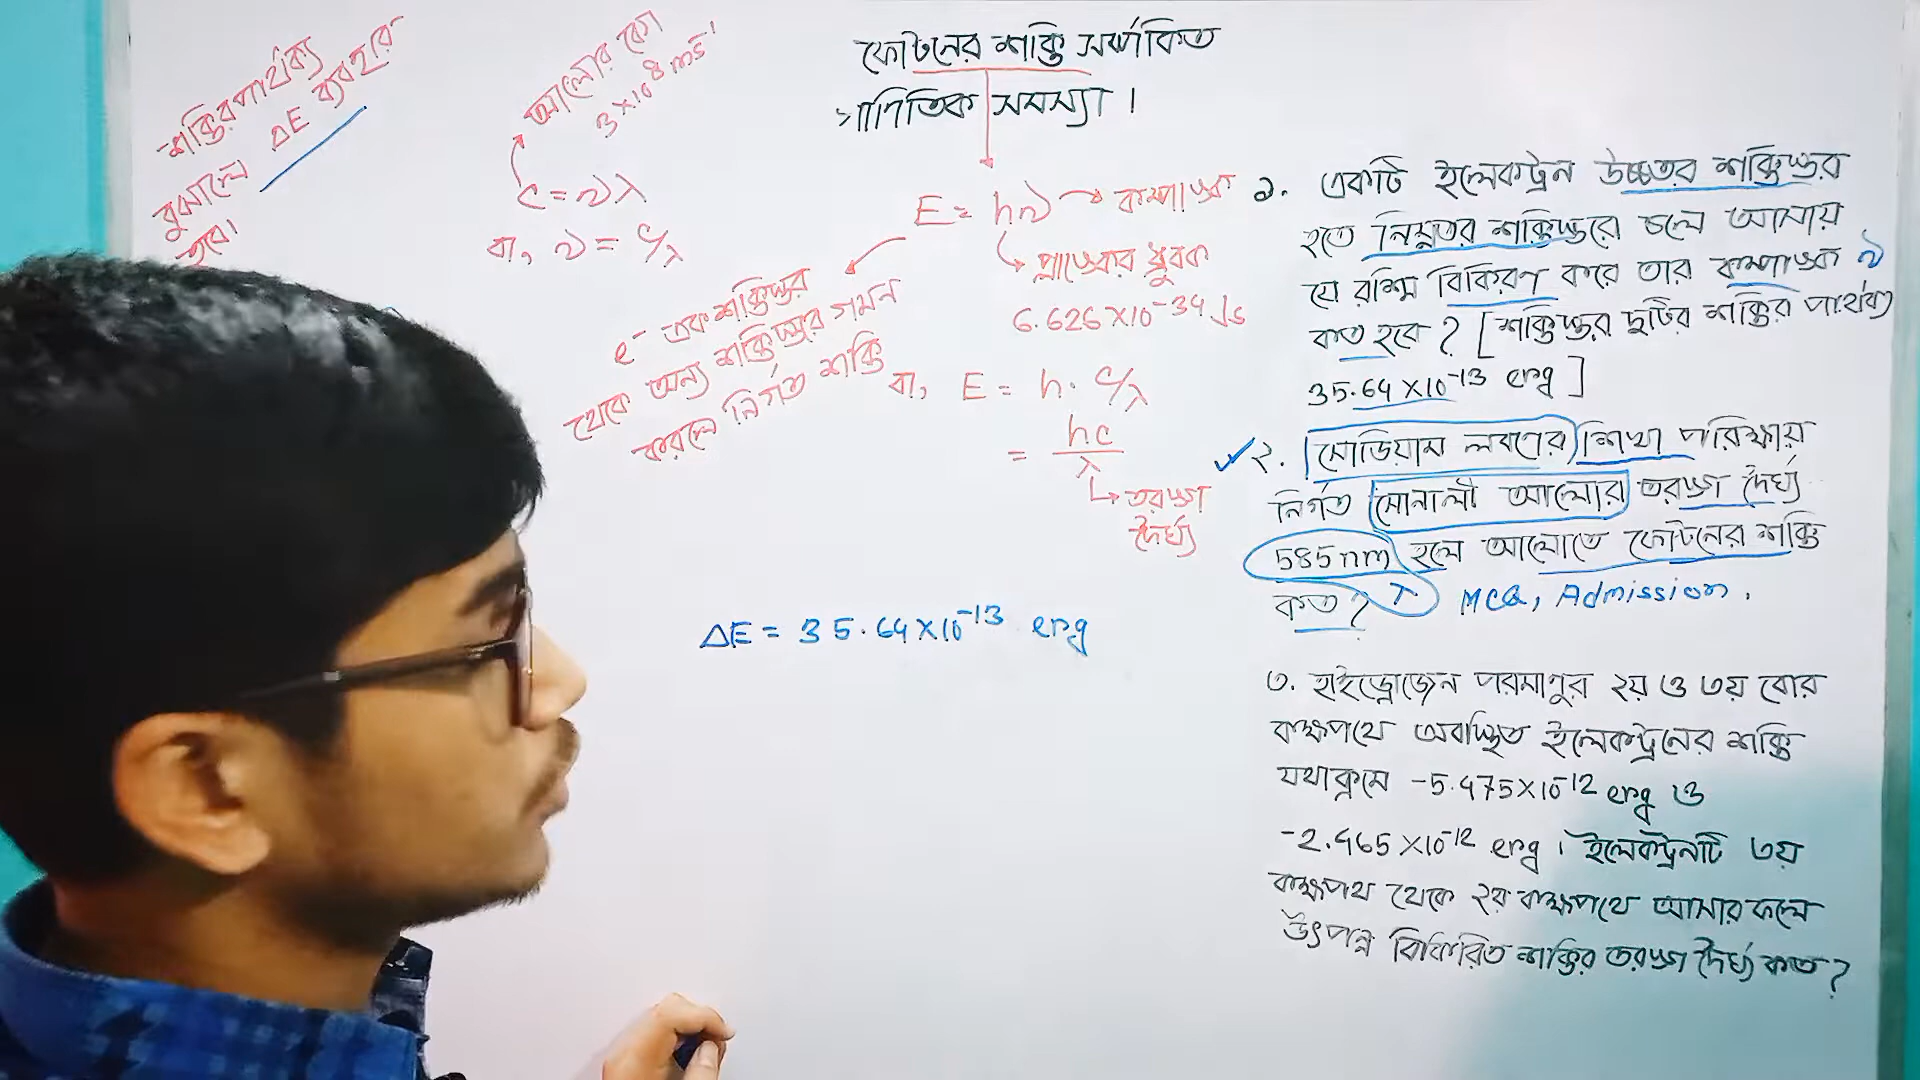 ফোটনের শক্তি সম্পর্কিত
গাণিতিক সমস্যা।
শক্তির পার্থক্য
বুঝালে ΔE ব্যবহার
হবে।
আলোর বেগ
3×10⁸ ms⁻¹
c = νλ
বা, ν = c/λ
E = hν → কম্পাঙ্ক
প্লাঙ্কের ধ্রুবক
6.626×10⁻³⁴ Js
e⁻ এক শক্তিস্তর
থেকে অন্য শক্তিস্তরে গমন
করলে নির্গত শক্তি
বা, E = h. c/λ
= hc/λ
তরঙ্গ
দৈর্ঘ্য
ΔE = 35.64×10⁻¹³ erg
১. একটি ইলেকট্রন উচ্চতর শক্তিস্তর
হতে নিম্নতর শক্তিস্তরে চলে আসায়
যে রশ্মি বিকিরণ করে তার কম্পাঙ্ক ν
কত হবে? [শক্তিস্তর দুটির শক্তির পার্থক্য
35.64×10⁻¹³ erg]
২. সোডিয়াম লবণের শিখা পরিক্ষায়
নির্গত সোনালী আলোর তরঙ্গ দৈর্ঘ্য
585nm হলে আলোতে ফোটনের শক্তি
কত? λ MCQ, Admission.
৩. হাইড্রোজেন পরমাণুর ২য় ও ৩য় বোর
কক্ষপথে অবস্থিত ইলেকট্রনের শক্তি
যথাক্রমে -5.475×10⁻¹² erg ও
-2.465×10⁻¹² erg। ইলেকট্রনটি ৩য়
কক্ষপথ থেকে ২য় কক্ষপথে আসার ফলে
উৎপন্ন বিকিরিত শক্তির তরঙ্গ দৈর্ঘ্য কত?